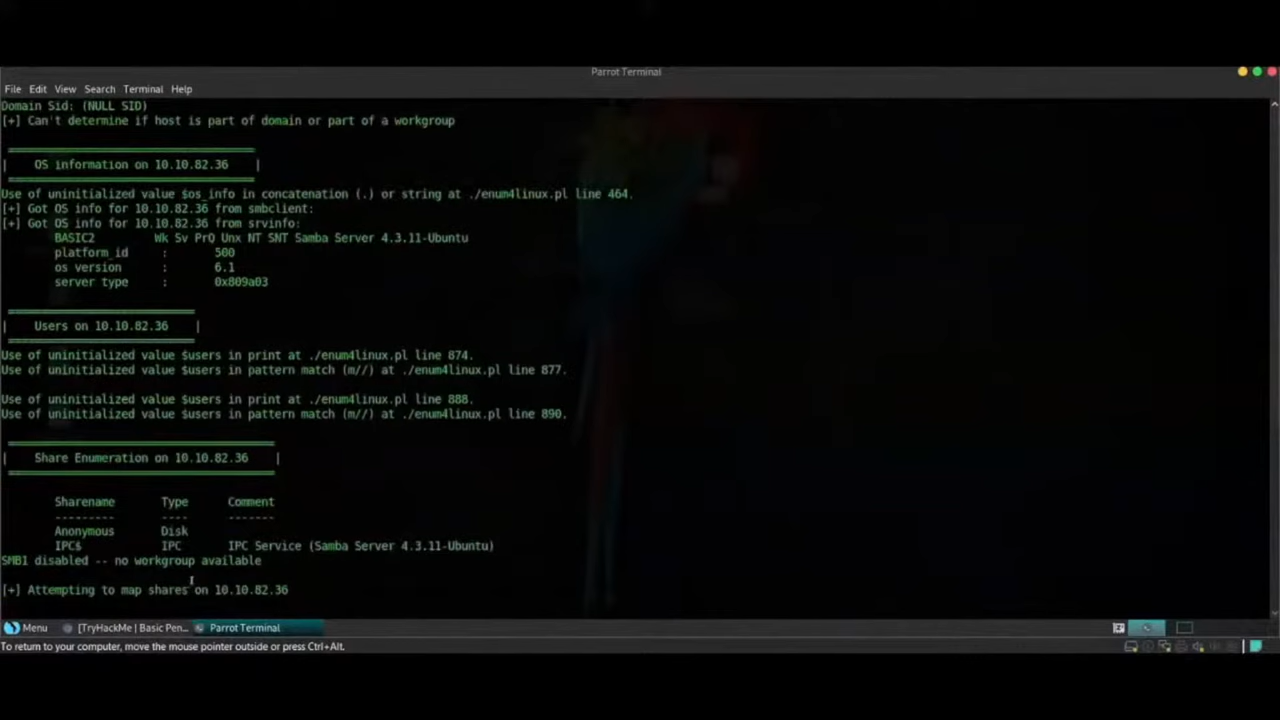 Parrot Terminal
File Edit View Search Terminal Help
Domain Sid: (NULL SID)
[+] Can't determine if host is part of domain or part of a workgroup
==============================
| OS information on 10.10.82.36 |
==============================
Use of uninitialized value $os_info in concatenation (.) or string at ./enum4linux.pl line 464.
[+] Got OS info for 10.10.82.36 from smbclient:
[+] Got OS info for 10.10.82.36 from srvinfo:
BASIC2 Wk Sv PrQ Unx NT SNT Samba Server 4.3.11-Ubuntu
platform_id : 500
os version : 6.1
server type : 0x809a03
=====================
| Users on 10.10.82.36 |
=====================
Use of uninitialized value $users in print at ./enum4linux.pl line 874.
Use of uninitialized value $users in pattern match (m//) at ./enum4linux.pl line 877.
Use of uninitialized value $users in print at ./enum4linux.pl line 888.
Use of uninitialized value $users in pattern match (m//) at ./enum4linux.pl line 890.
==============================
| Share Enumeration on 10.10.82.36 |
==============================
Sharename Type Comment
--------- ---- -------
Anonymous Disk
IPC$ IPC IPC Service (Samba Server 4.3.11-Ubuntu)
SMB1 disabled -- no workgroup available
[+] Attempting to map shares on 10.10.82.36
Menu [TryHackMe | Basic Pen... Parrot Terminal
To return to your computer, move the mouse pointer outside or press Ctrl+Alt.